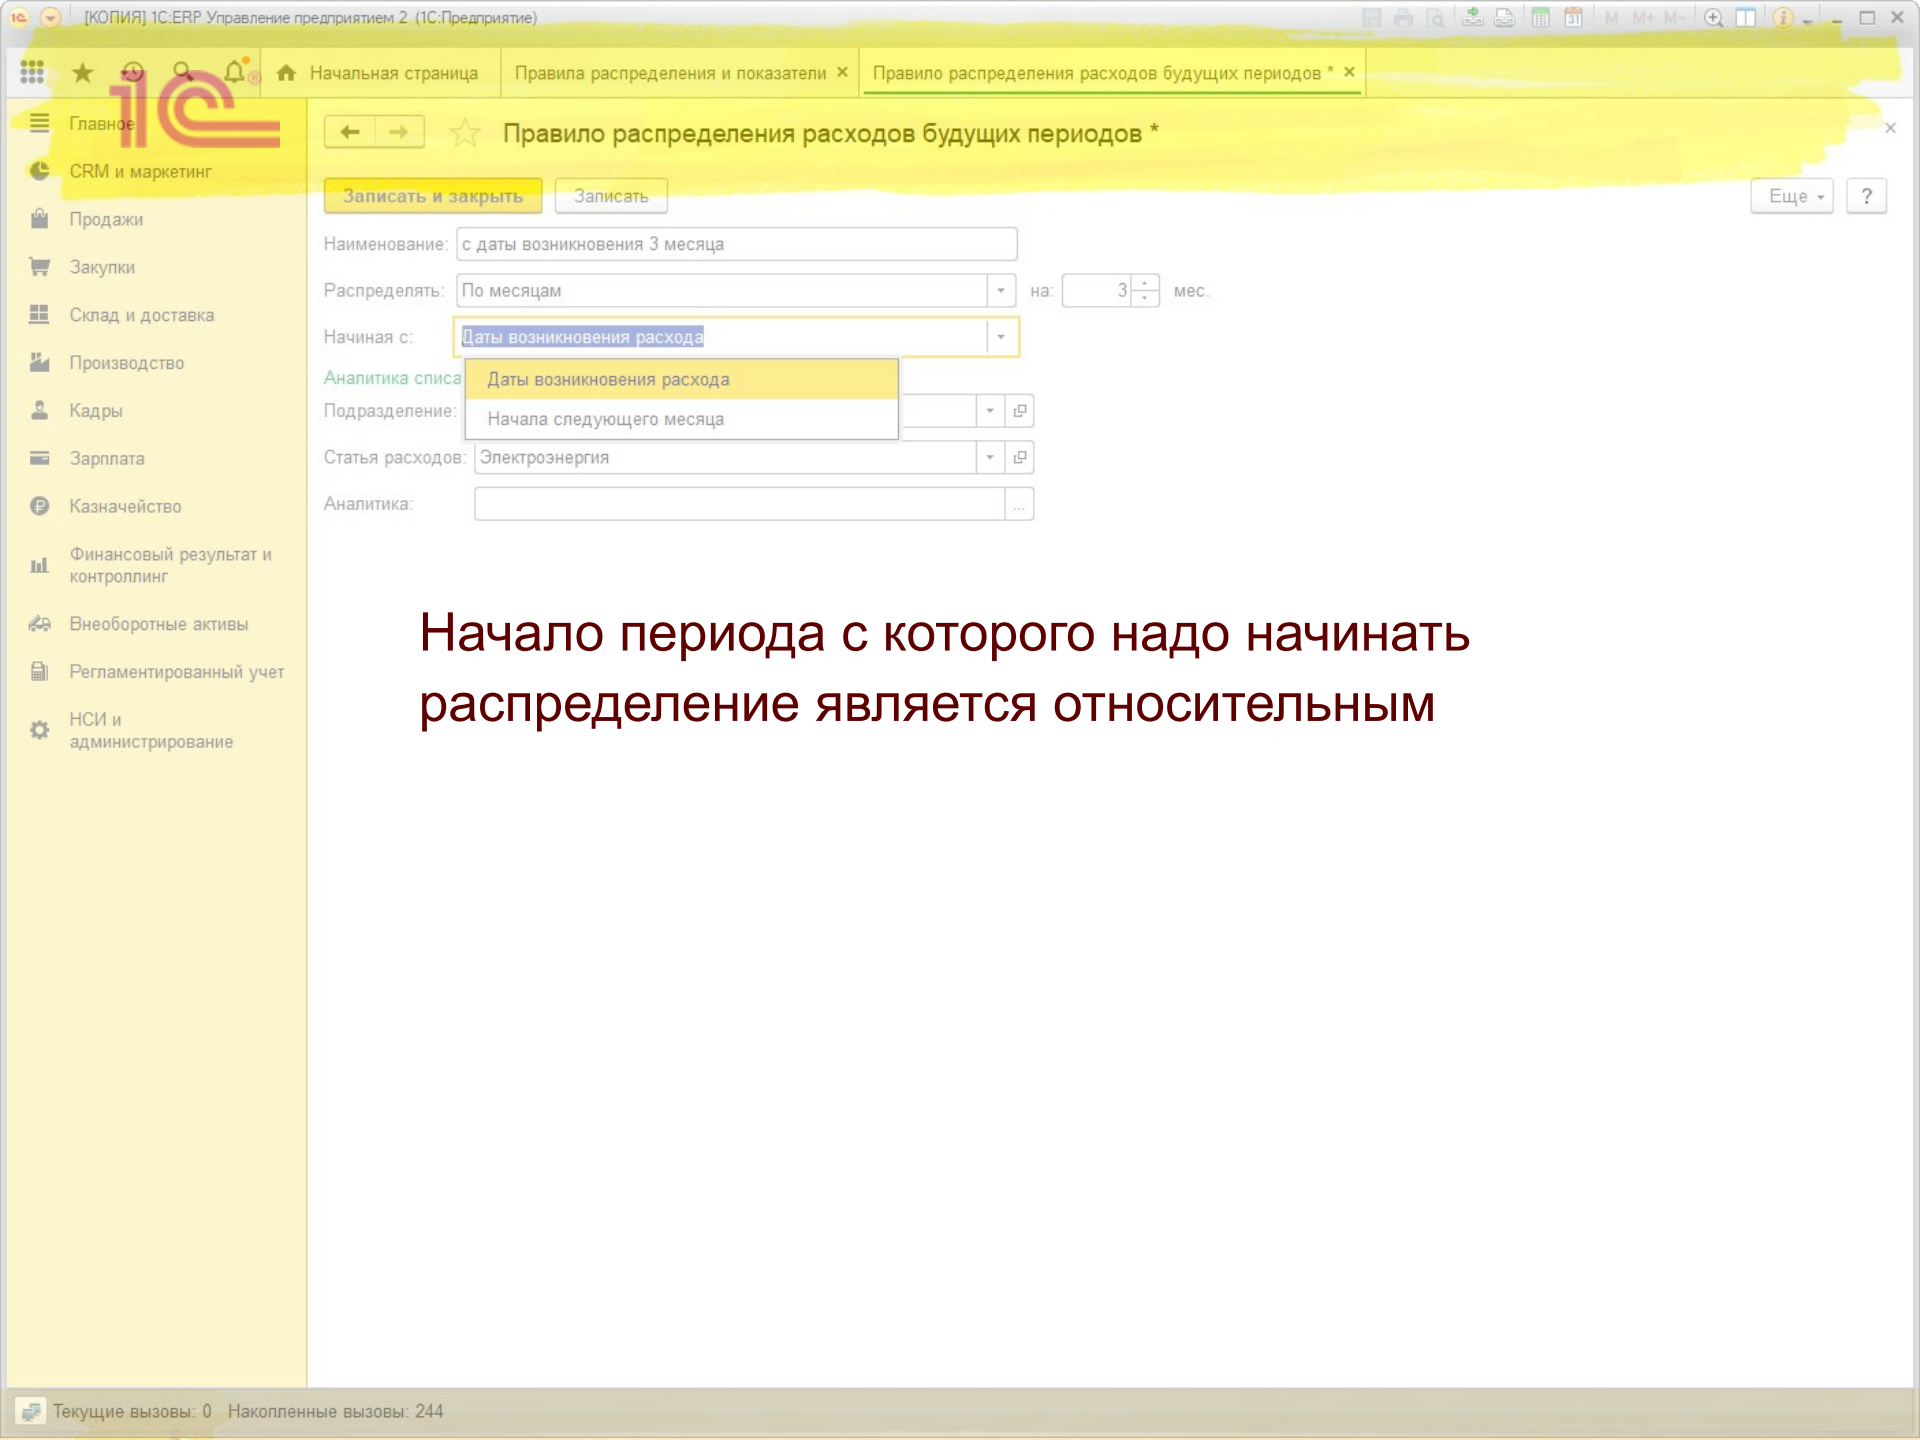 [КОПИЯ] 1С:ERP Управление предприятием 2 (1С:Предприятие)
31 M M+ M-
Начальная страница
Правила распределения и показатели
Правило распределения расходов будущих периодов *
1С
Главное
CRM и маркетинг
Продажи
Закупки
Склад и доставка
Производство
Кадры
Зарплата
Казначейство
Финансовый результат и
контроллинг
Внеоборотные активы
Регламентированный учет
НСИ и
администрирование
Правило распределения расходов будущих периодов *
Записать и закрыть Записать Еще ?
Наименование: с даты возникновения 3 месяца
Распределять: По месяцам на: 3 мес.
Начиная с: Даты возникновения расхода
Даты возникновения расхода
Начала следующего месяца
Аналитика списа
Подразделение:
Статья расходов: Электроэнергия
Аналитика: ...
Начало периода с которого надо начинать
распределение является относительным
Текущие вызовы: 0 Накопленные вызовы: 244